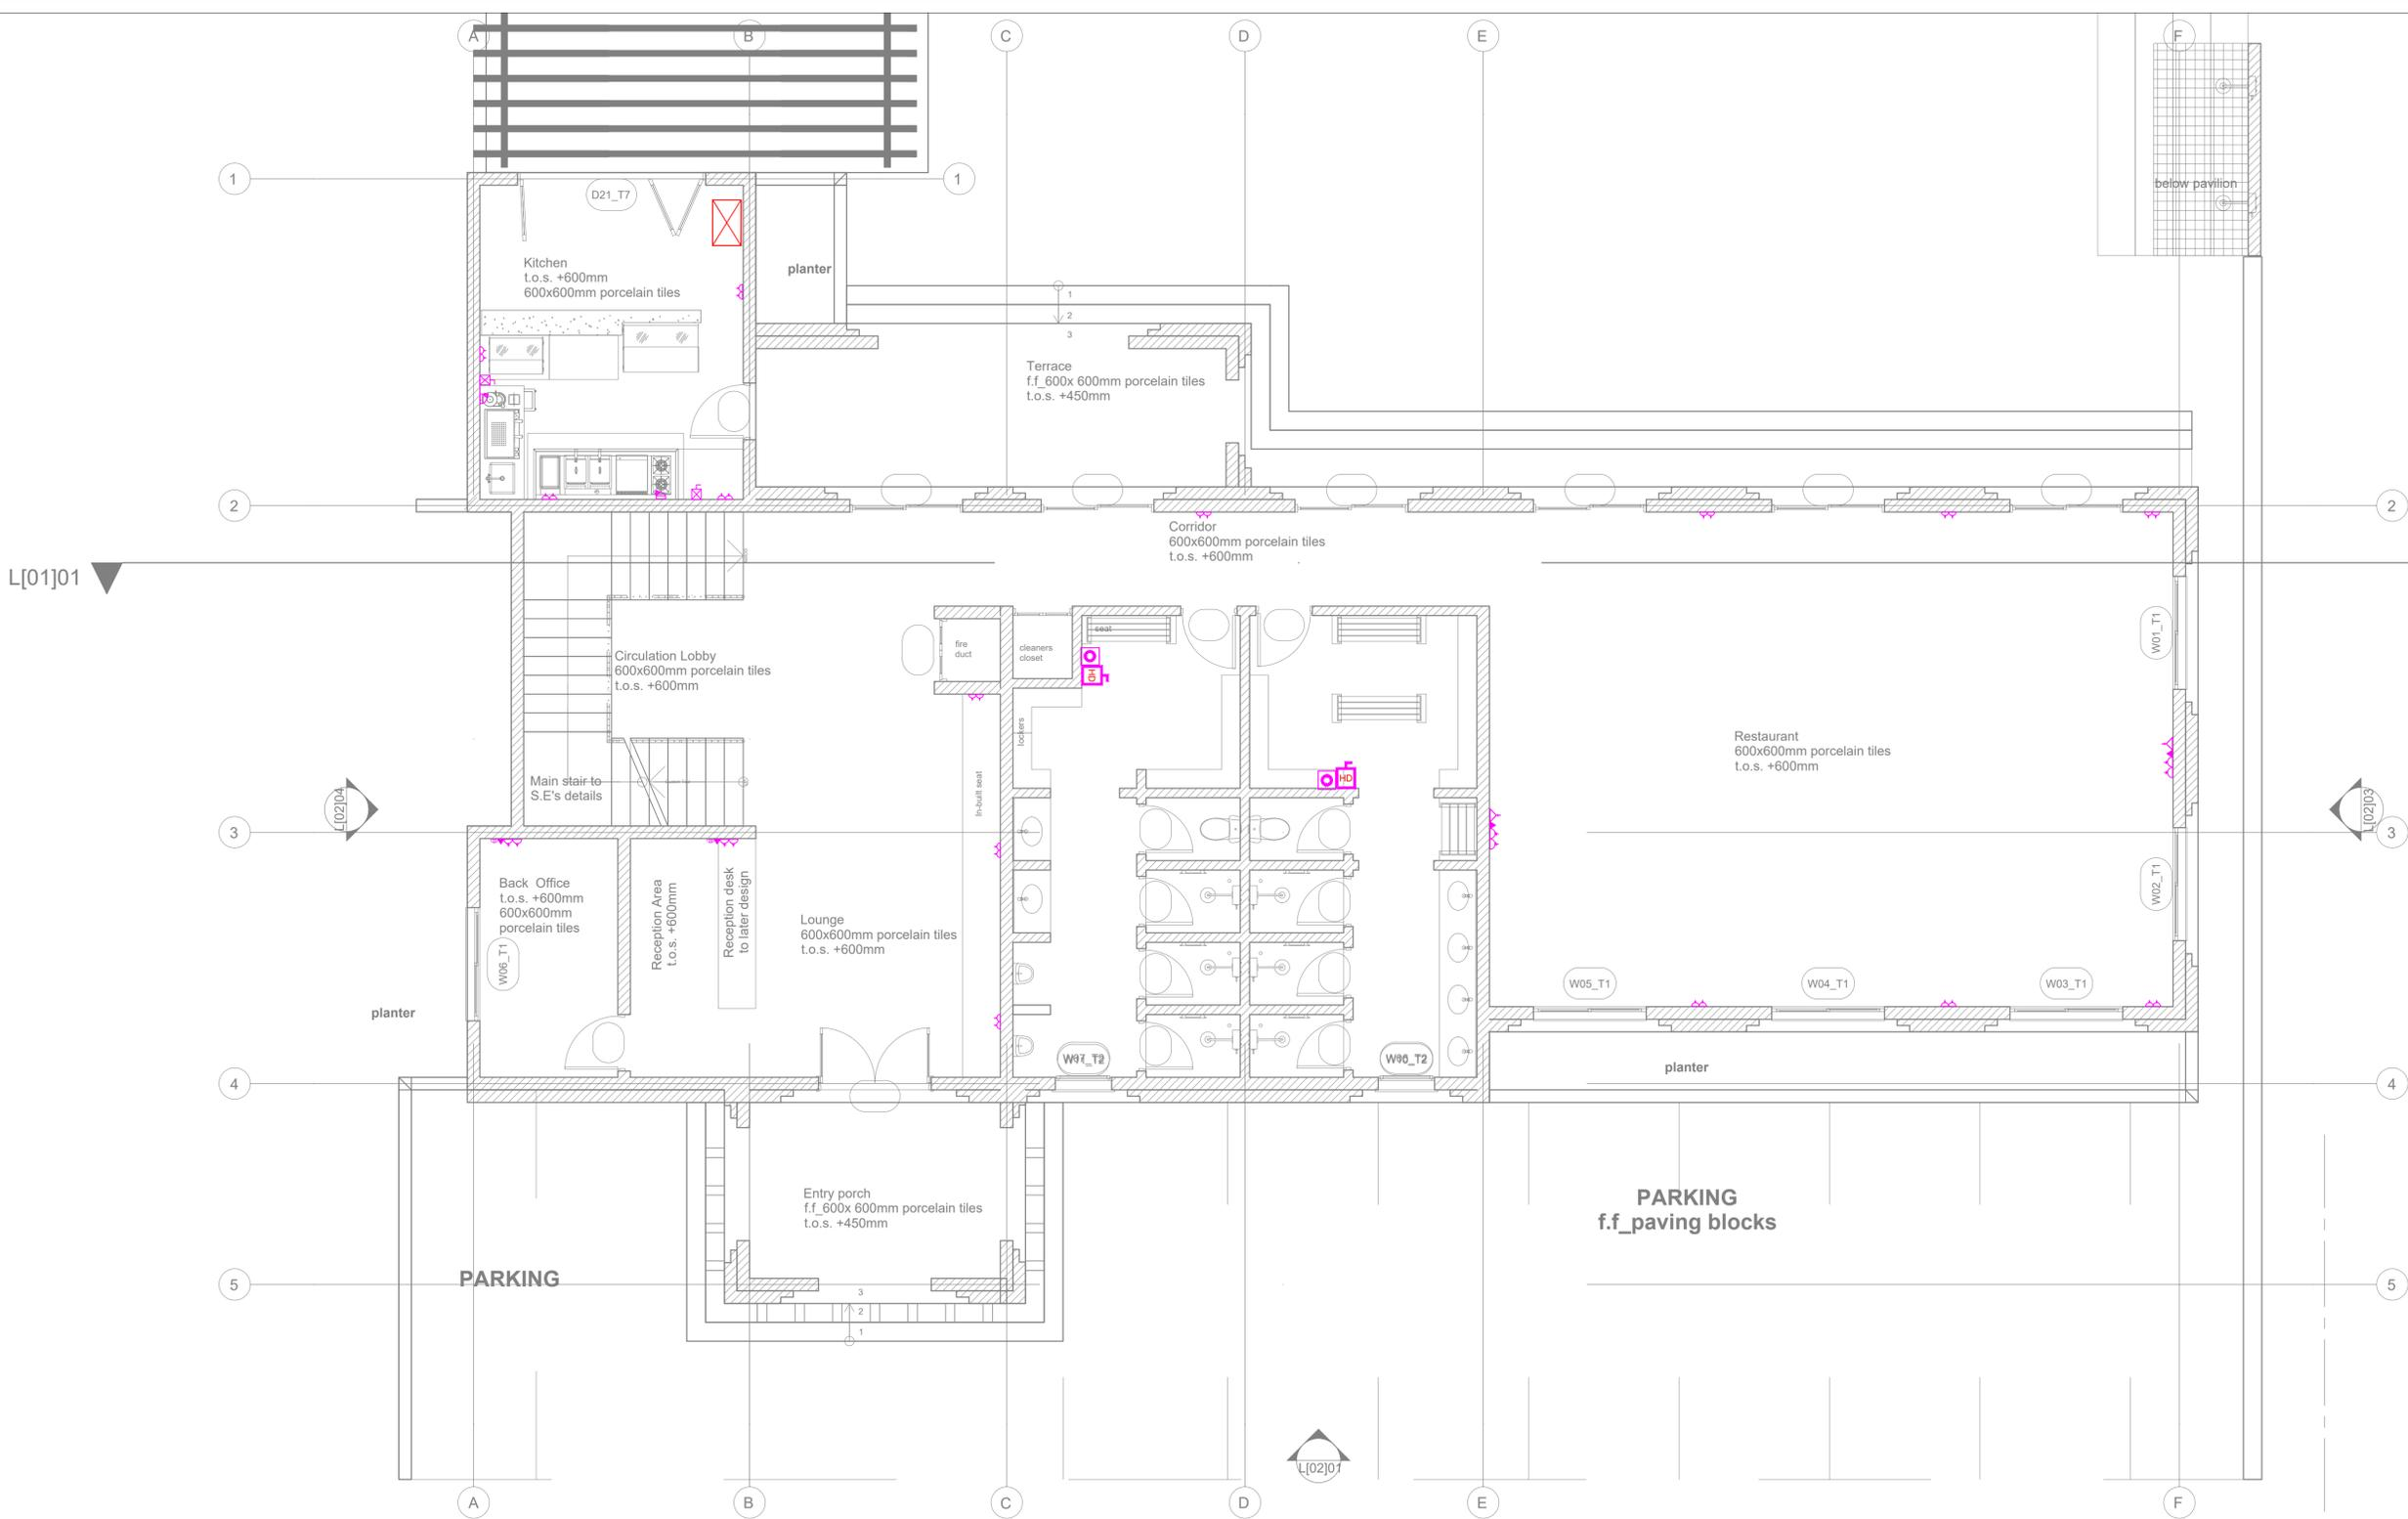 A
B
C
D
E
F
1
1
D21_T7
below pavilion
Kitchen
t.o.s. +600mm
600x600mm porcelain tiles
planter
1
2
3
Terrace
f.f_600x 600mm porcelain tiles
t.o.s. +450mm
2
2
Corridor
600x600mm porcelain tiles
t.o.s. +600mm
L[01]01
seat
fire
duct
cleaners
closet
W01_T1
Circulation Lobby
600x600mm porcelain tiles
t.o.s. +600mm
HD
lockers
Restaurant
600x600mm porcelain tiles
t.o.s. +600mm
Main stair to
S.E's details
In-built seat
HD
L[02]04
L[02]03
3
3
Back Office
t.o.s. +600mm
600x600mm
porcelain tiles
Reception Area
t.o.s. +600mm
Reception desk
to later design
Lounge
600x600mm porcelain tiles
t.o.s. +600mm
W02_T1
W06_T1
W05_T1
W04_T1
W03_T1
planter
planter
4
4
Entry porch
f.f_600x 600mm porcelain tiles
t.o.s. +450mm
PARKING
f.f_paving blocks
PARKING
5
5
3
2
1
L[02]01
A
B
C
D
E
F